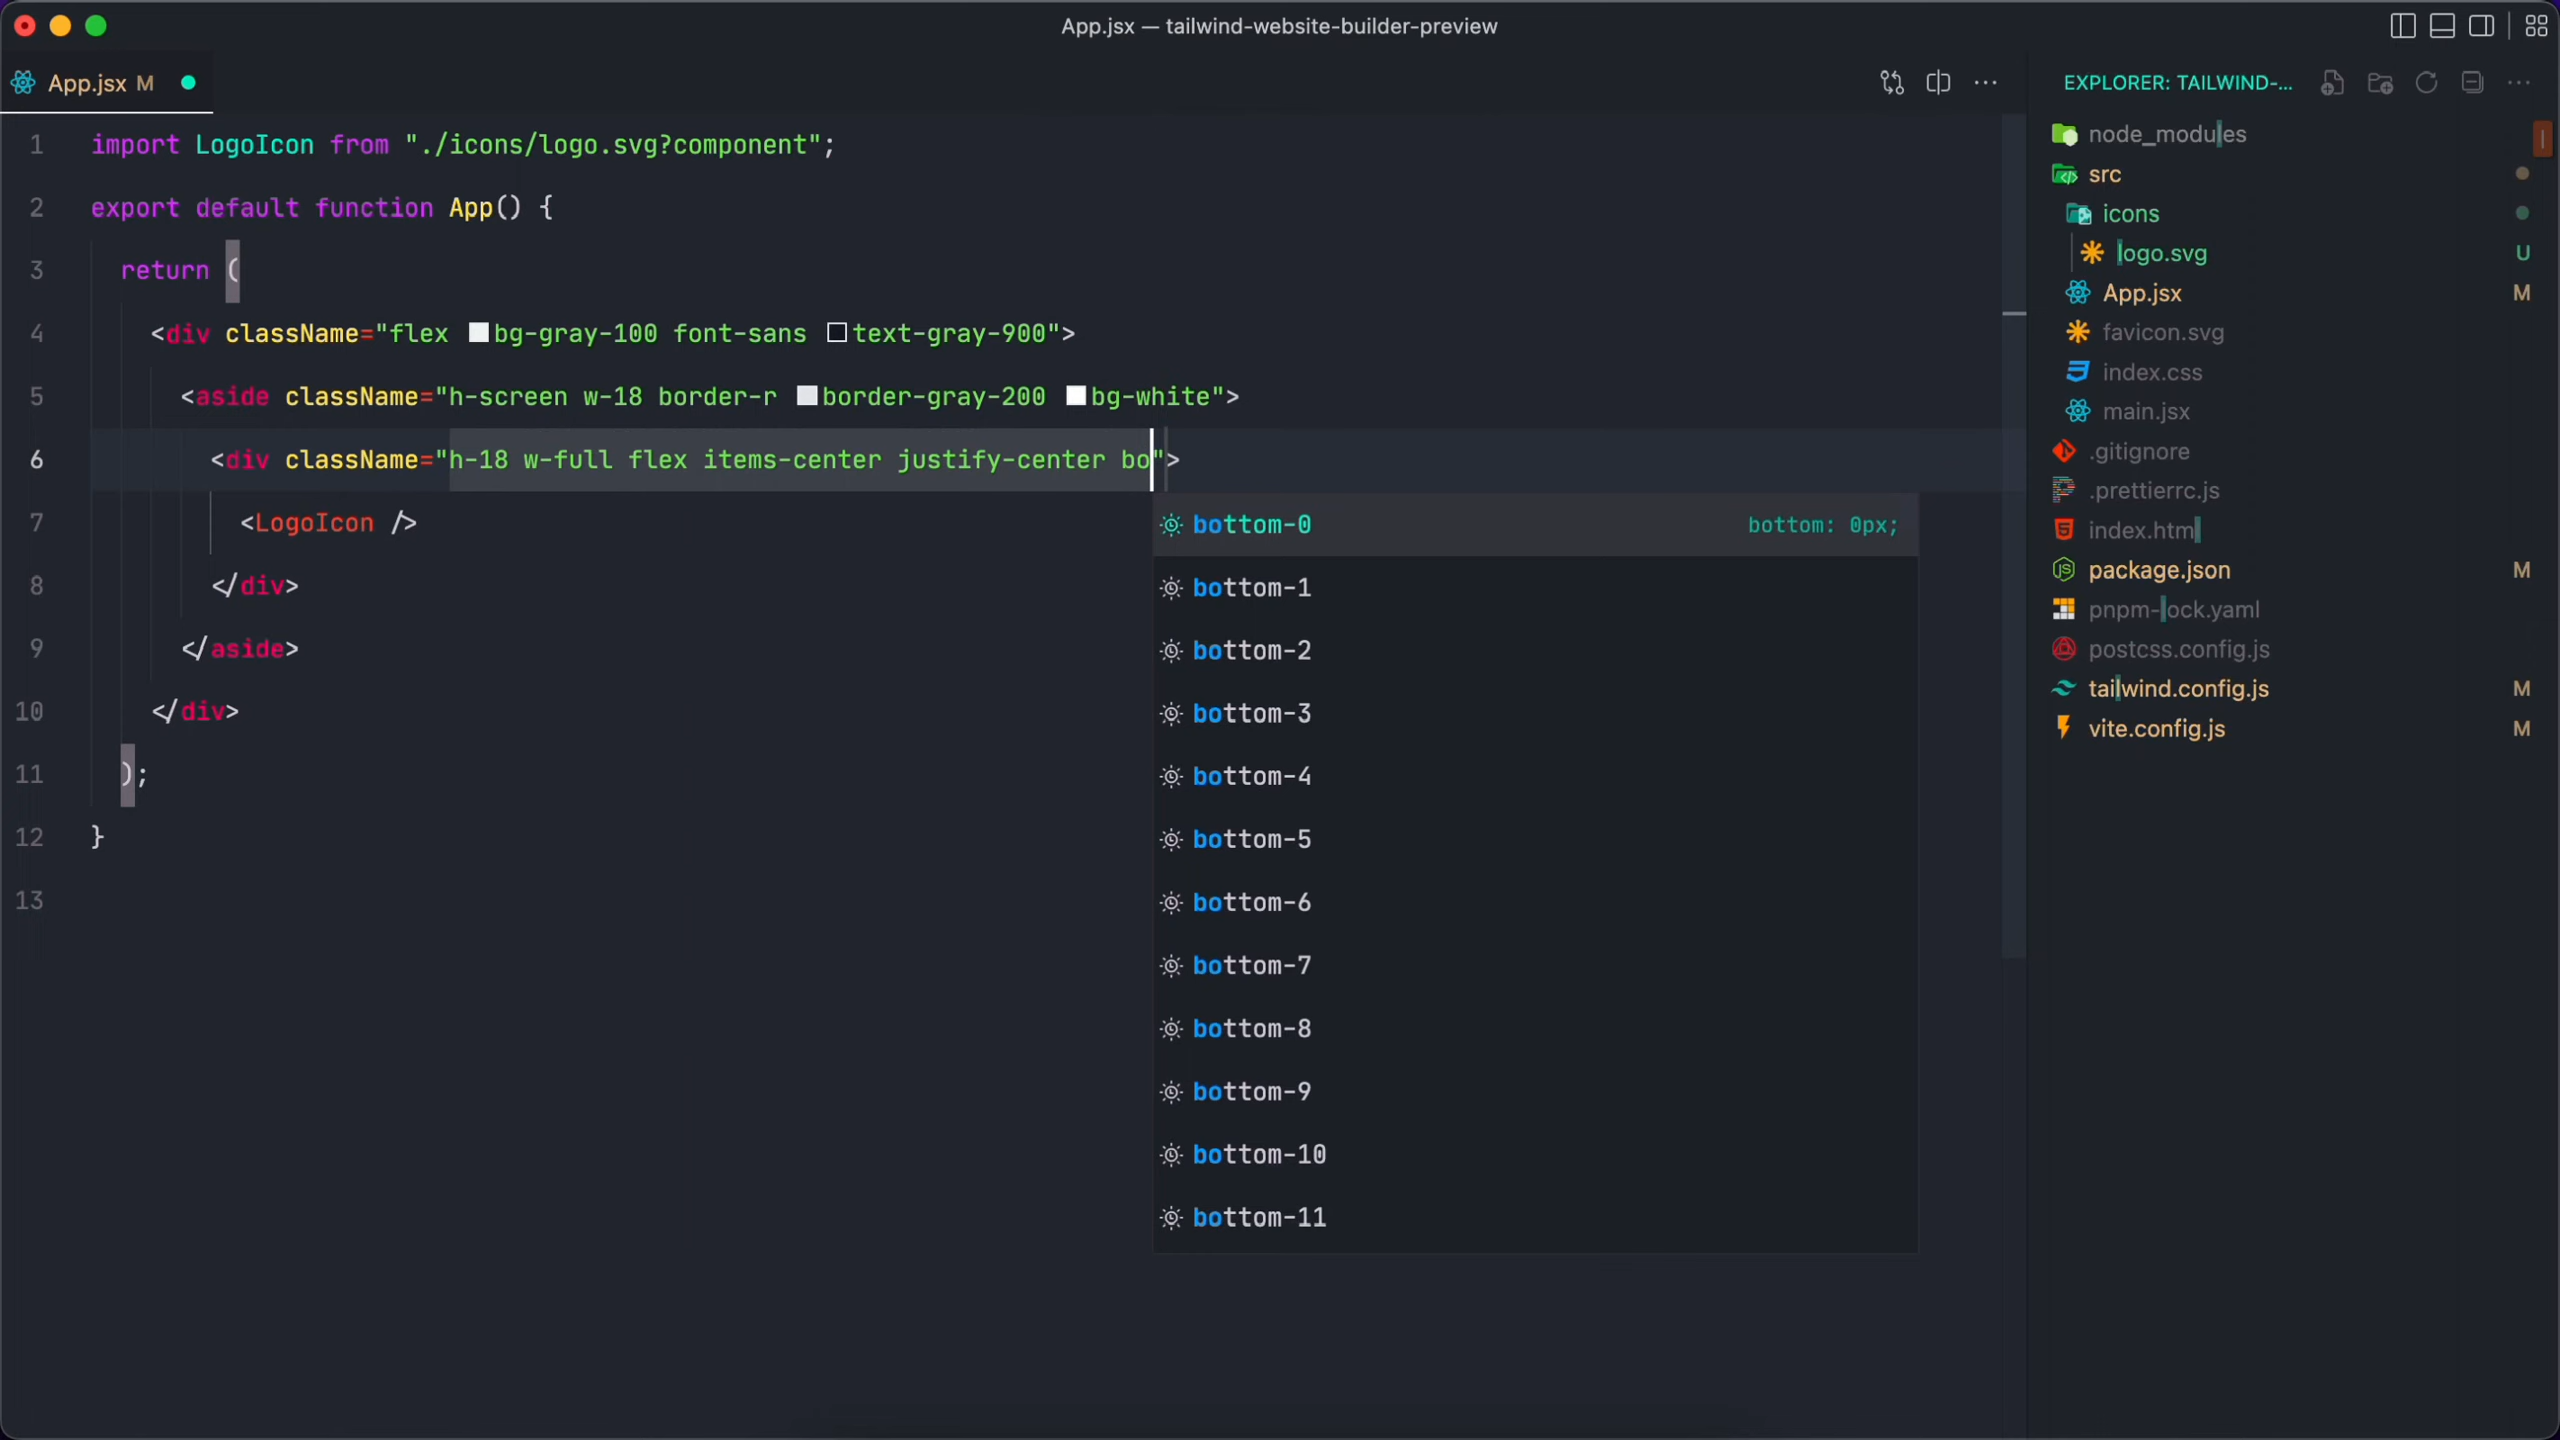 App.jsx — tailwind-website-builder-preview
App.jsx M
1 import LogoIcon from "./icons/logo.svg?component";
2 export default function App() {
3 return (
4 <div className="flex bg-gray-100 font-sans text-gray-900">
5 <aside className="h-screen w-18 border-r border-gray-200 bg-white">
6 <div className="h-18 w-full flex items-center justify-center bo">
7 <LogoIcon />
8 </div>
9 </aside>
10 </div>
11 );
12 }
13
bottom-0 bottom: 0px;
bottom-1
bottom-2
bottom-3
bottom-4
bottom-5
bottom-6
bottom-7
bottom-8
bottom-9
bottom-10
bottom-11
EXPLORER: TAILWIND-...
node_modules
src
icons
logo.svg U
App.jsx M
favicon.svg
index.css
main.jsx
.gitignore
.prettierrc.js
index.html
package.json M
pnpm-lock.yaml
postcss.config.js
tailwind.config.js M
vite.config.js M